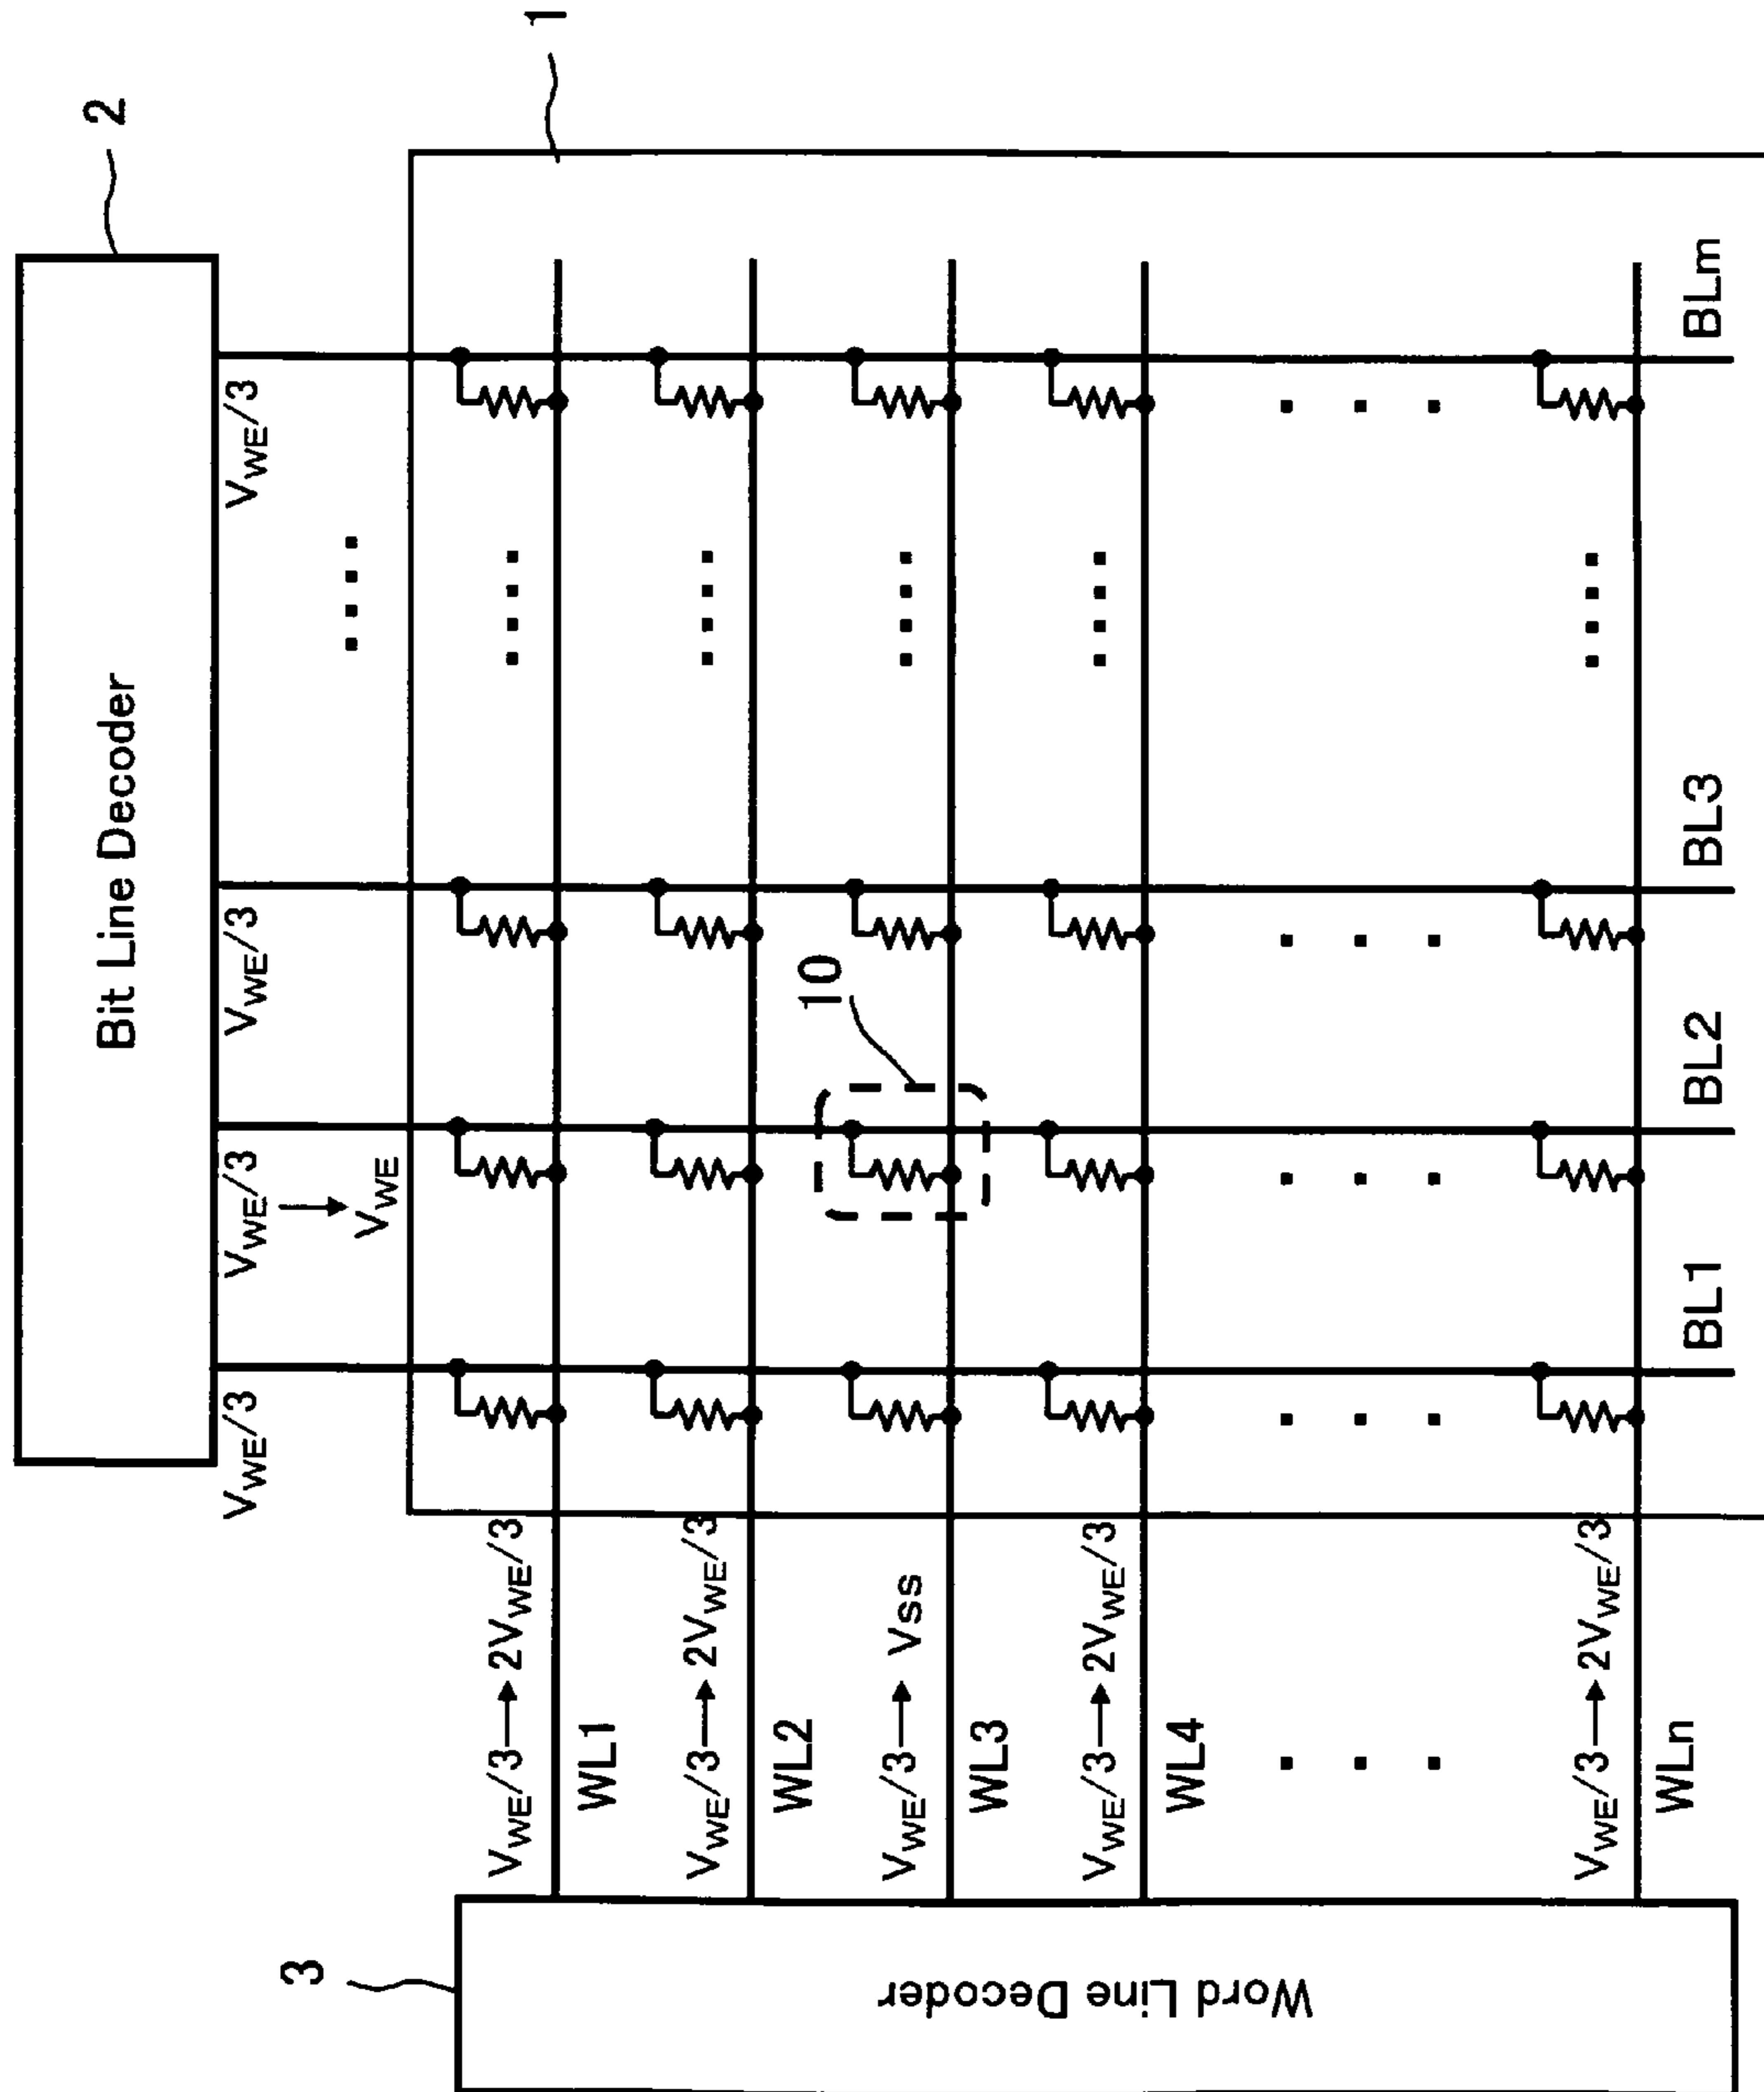 1
2
Bit Line Decoder
V_WE/3
V_WE/3
V_WE/3
V_WE/3
V_WE
V_WE/3→2V_WE/3
WL1
V_WE/3→2V_WE/3
WL2
10
V_WE/3→Vss
WL3
V_WE/3→2V_WE/3
WL4
V_WE/3→2V_WE/3
WLn
BL1
BL2
BL3
BLm
3
Word Line Decoder